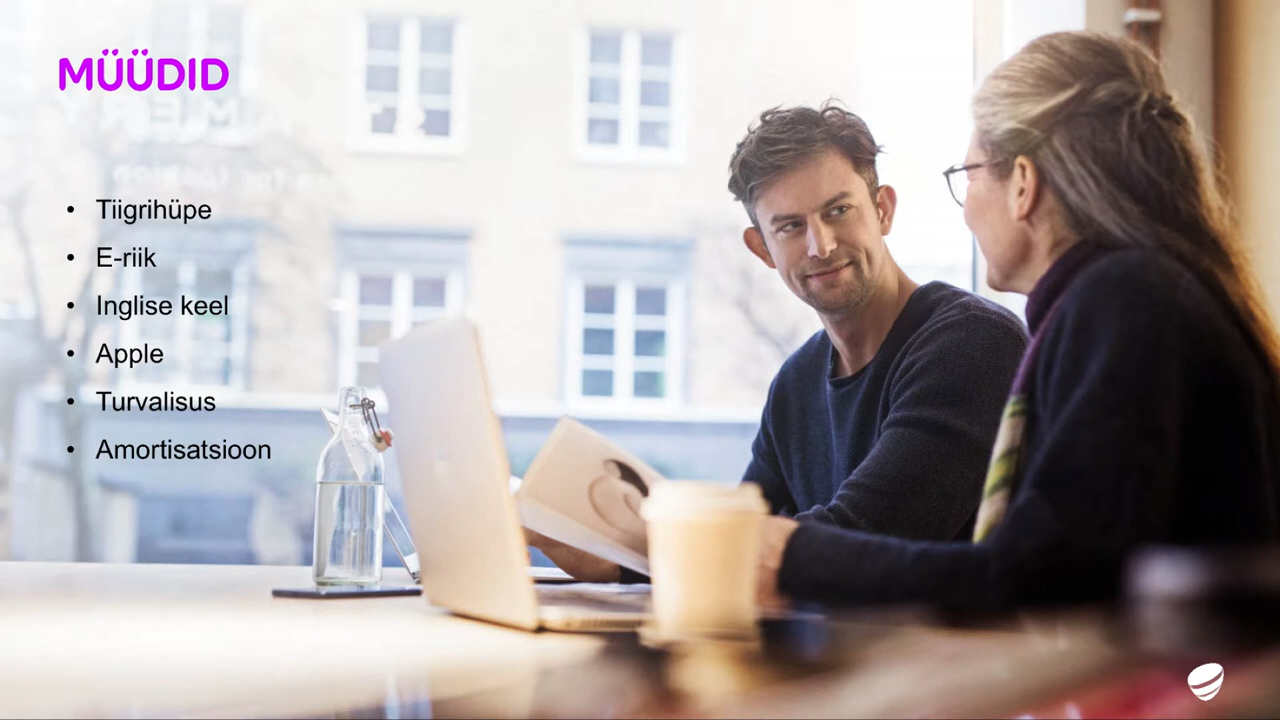 MÜÜDID
• Tiigrihüpe
• E-riik
• Inglise keel
• Apple
• Turvalisus
• Amortisatsioon